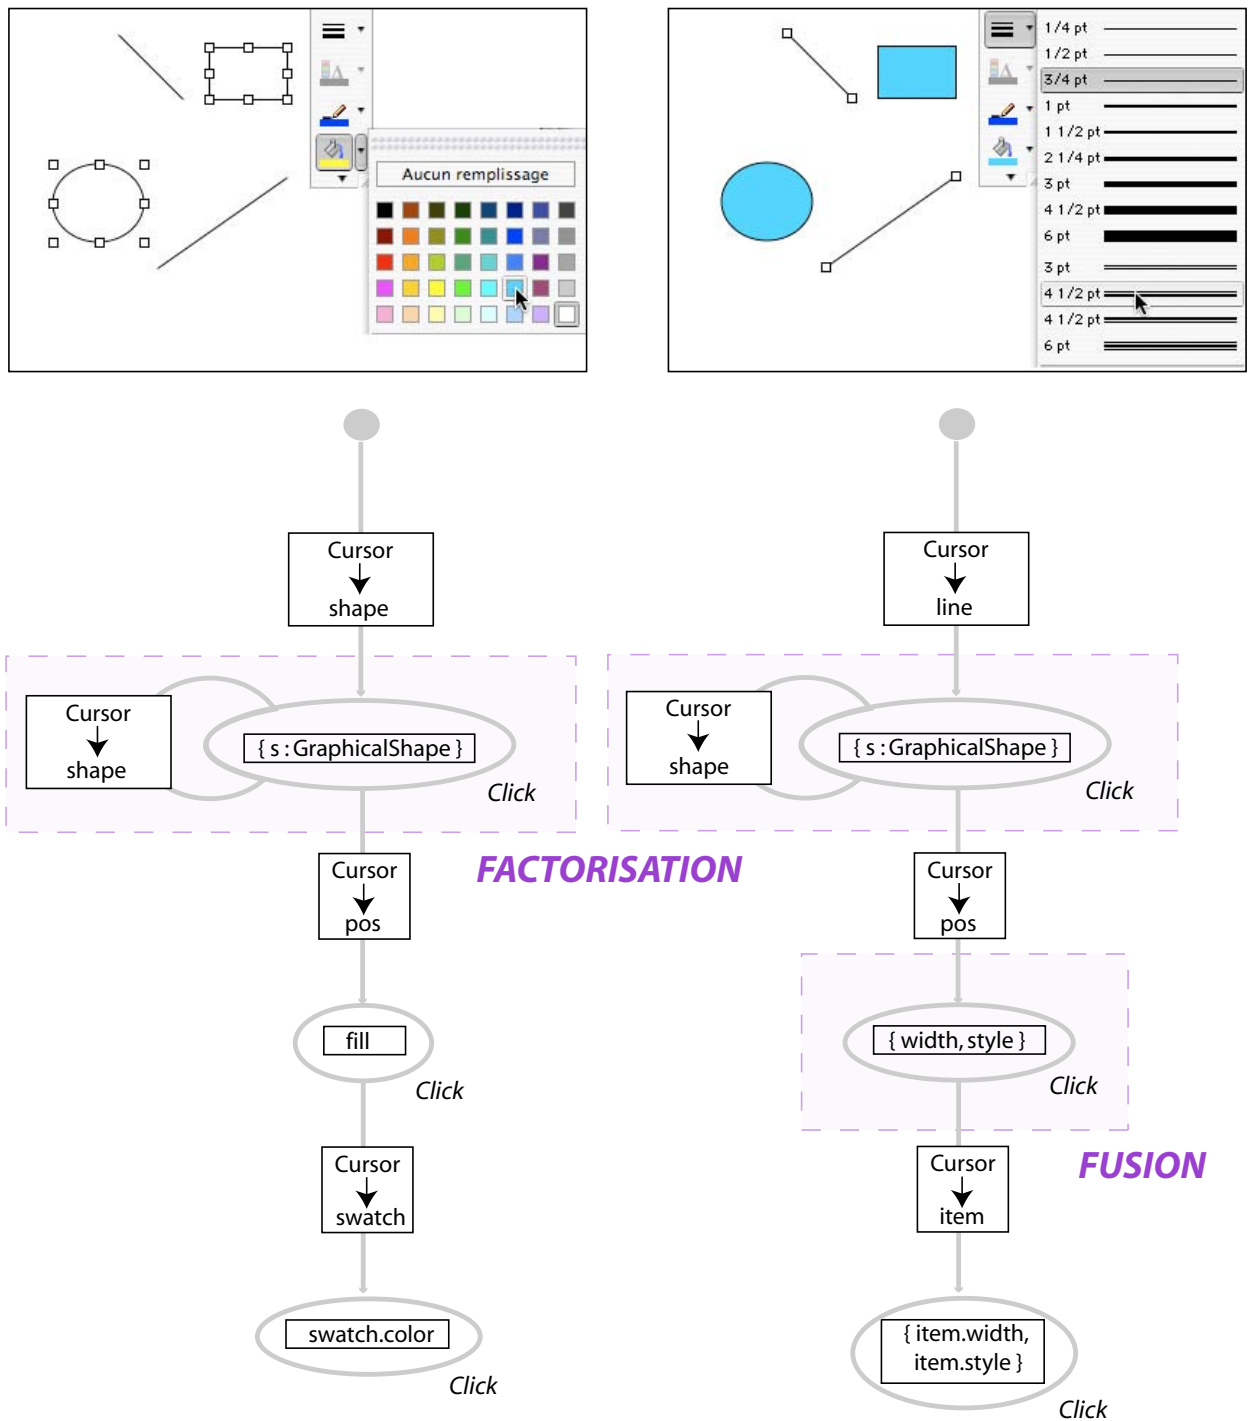 Aucun remplissage
1/4 pt
1/2 pt
3/4 pt
1 pt
1 1/2 pt
2 1/4 pt
3 pt
4 1/2 pt
6 pt
3 pt
4 1/2 pt
4 1/2 pt
6 pt
Cursor
shape
Cursor
line
Cursor
shape
{ s : GraphicalShape }
Click
Cursor
shape
{ s : GraphicalShape }
Click
FACTORISATION
Cursor
pos
Cursor
pos
fill
Click
{ width, style }
Click
FUSION
Cursor
swatch
Cursor
item
swatch.color
Click
{ item.width,
item.style }
Click